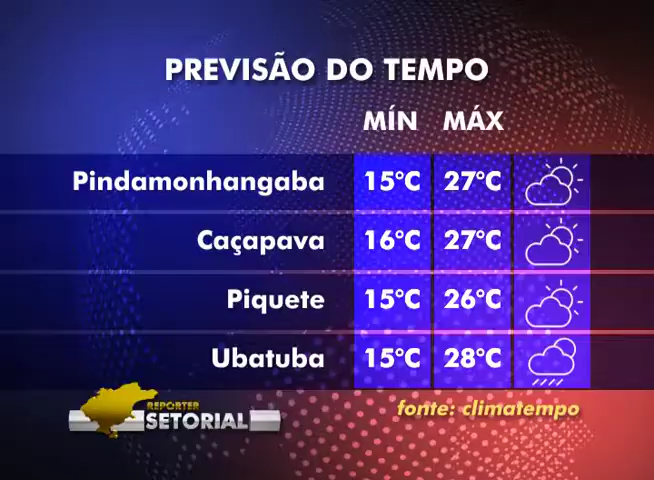 PREVISÃO DO TEMPO
MÍN MÁX
Pindamonhangaba 15°C 27°C
Caçapava 16°C 27°C
Piquete 15°C 26°C
Ubatuba 15°C 28°C
REPÓRTER
SETORIAL
fonte: climatempo